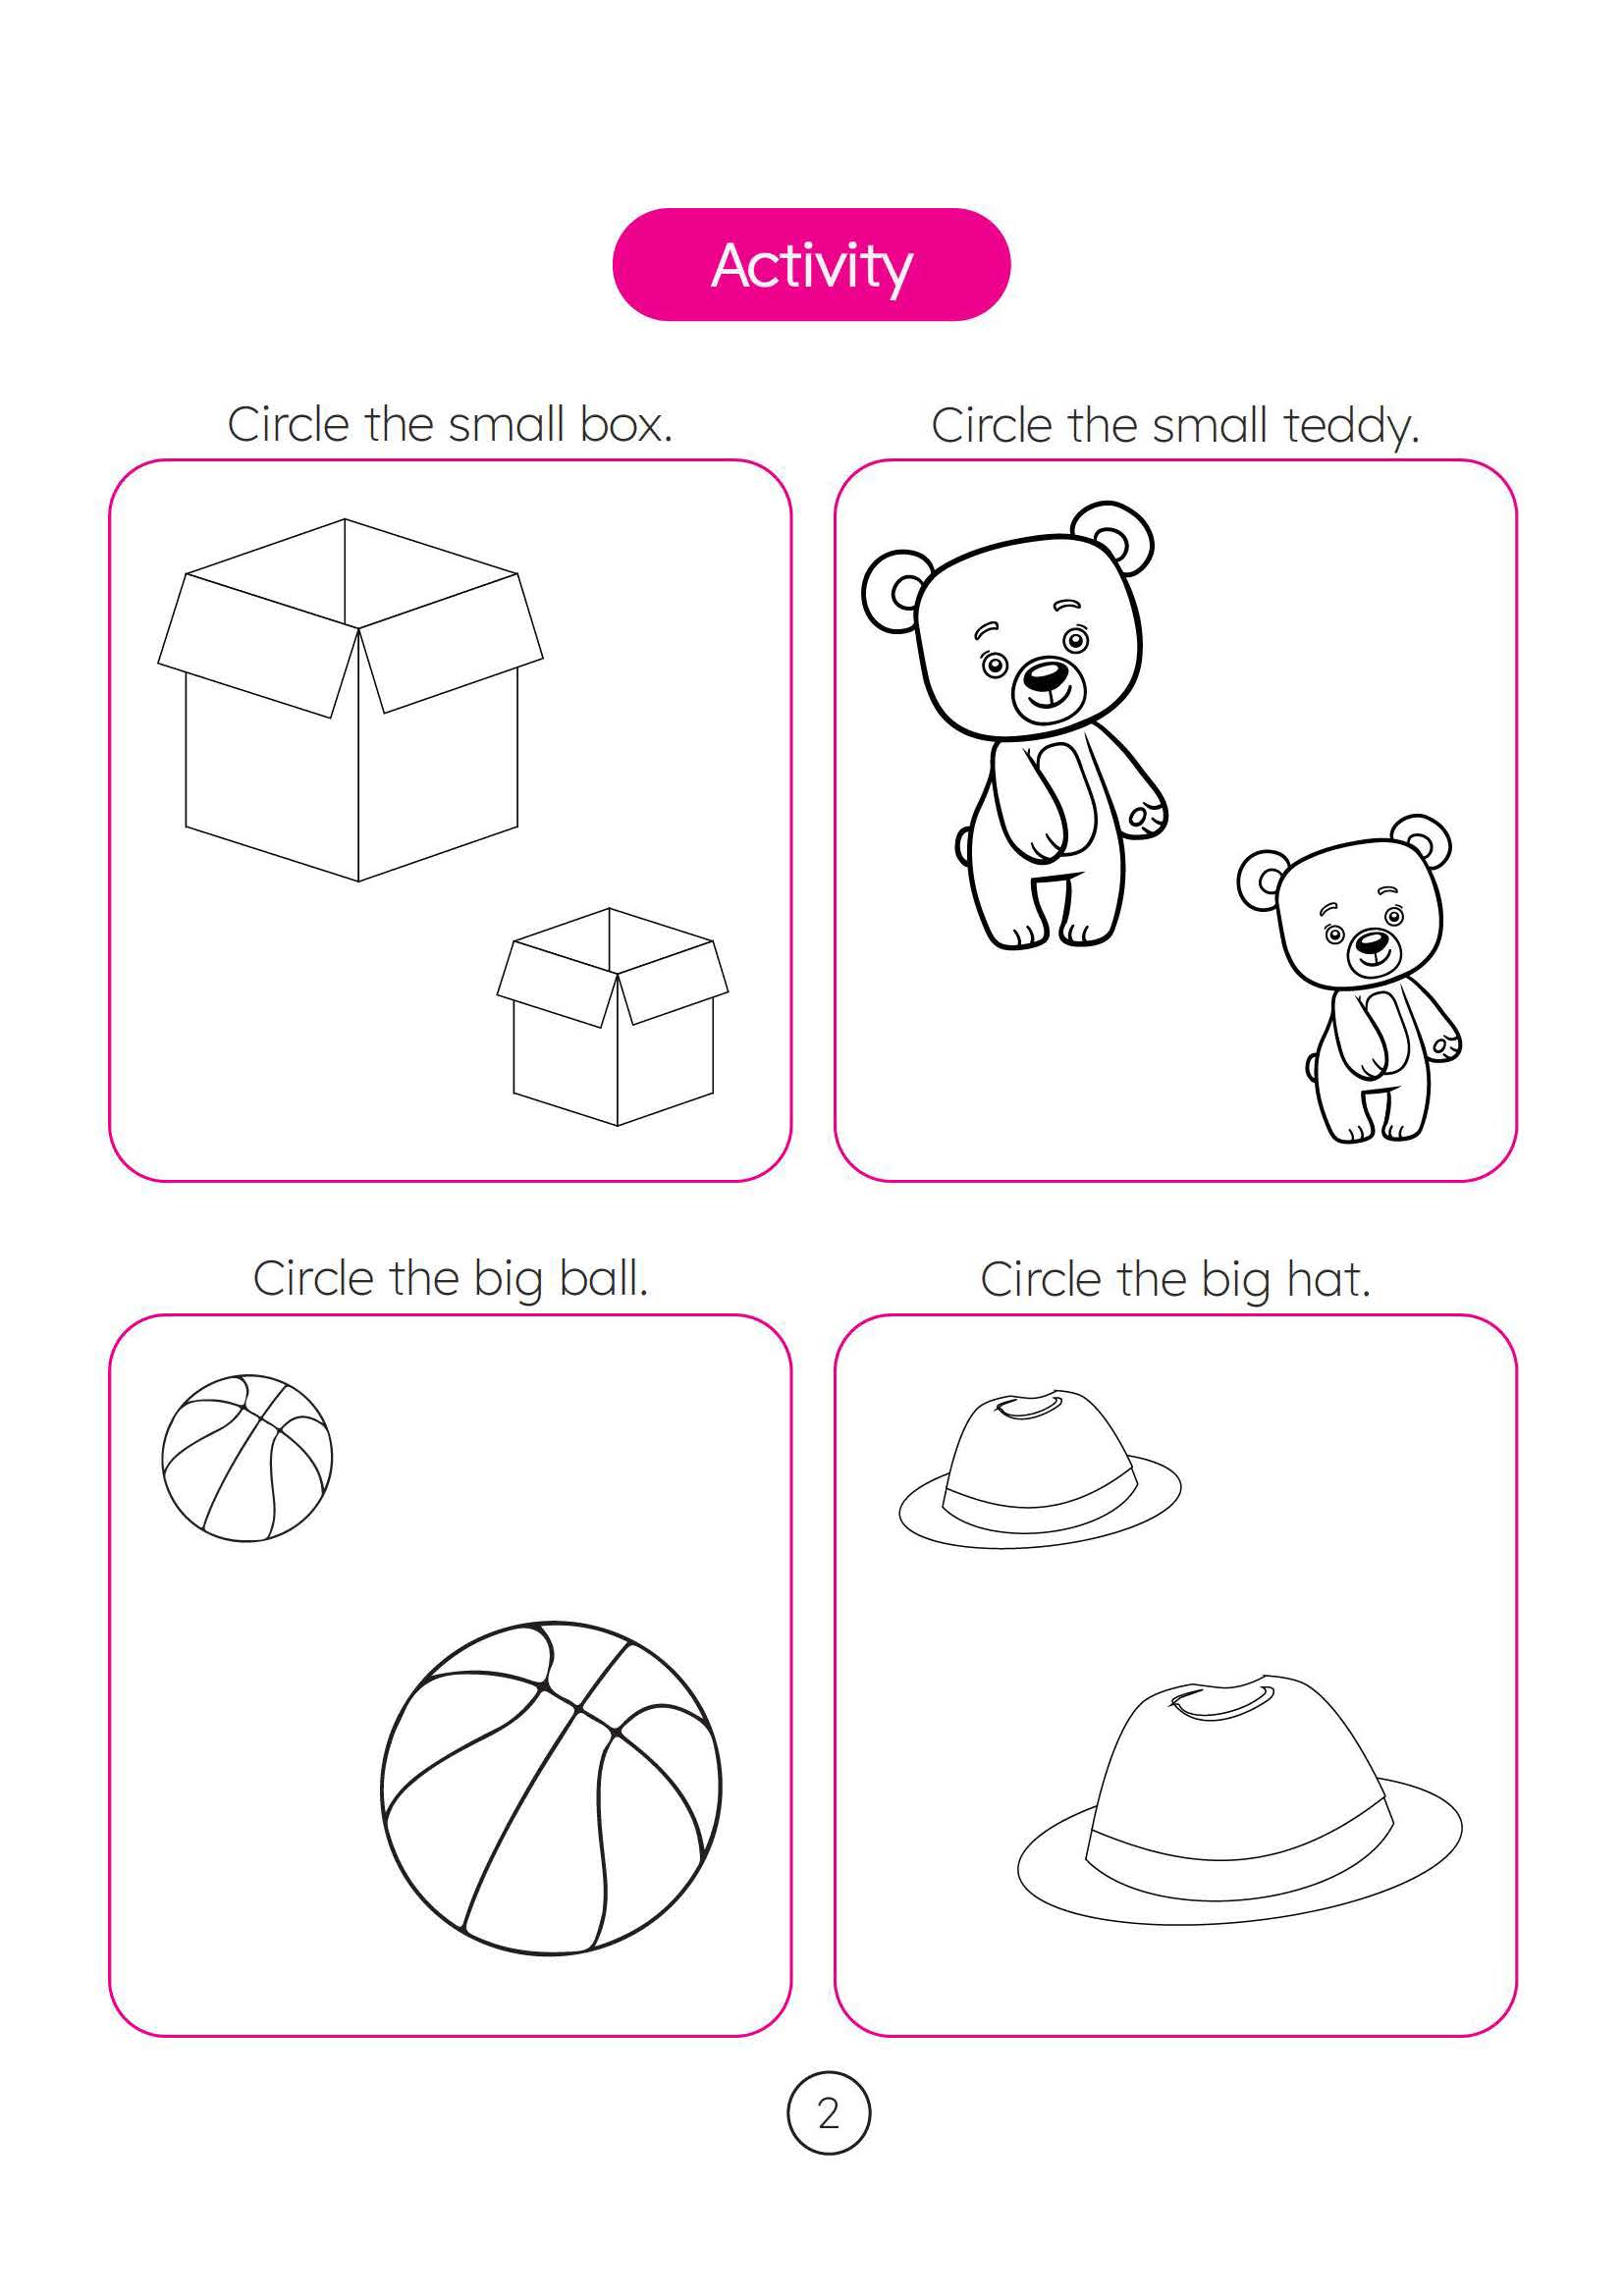 Activity
Circle the small box.
Circle the small teddy.
Circle the big ball.
Circle the big hat.
2